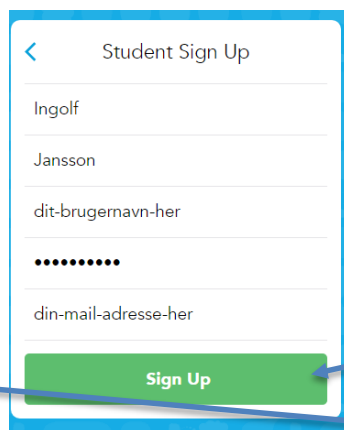 Student Sign Up
Ingolf
Jansson
dit-brugernavn-her
••••••••••
din-mail-adresse-her
Sign Up